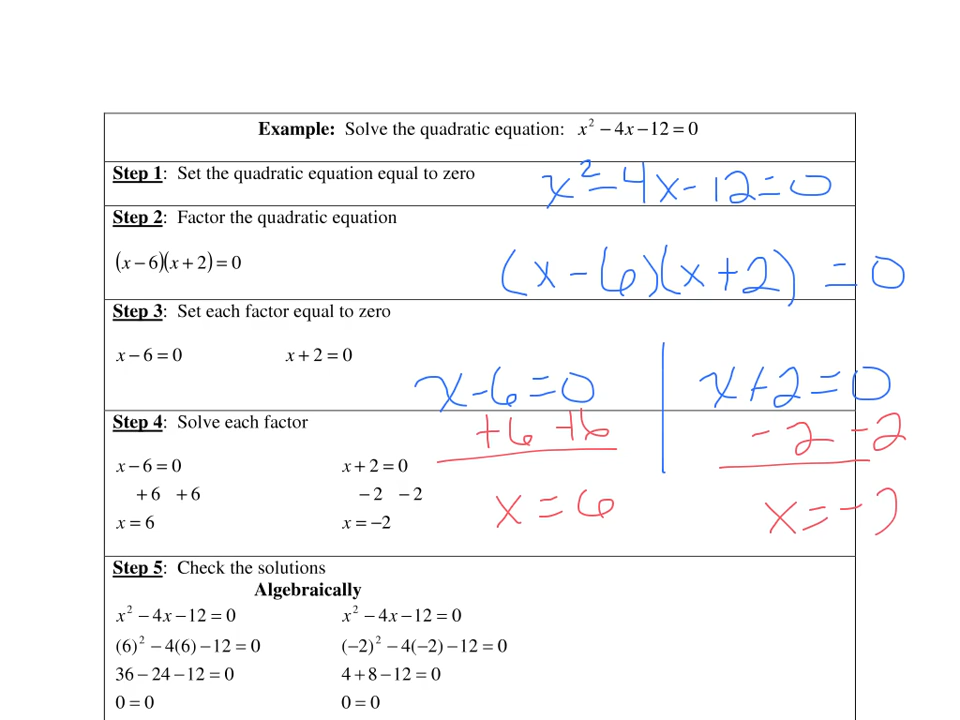 Example: Solve the quadratic equation: x² − 4x − 12 = 0
Step 1: Set the quadratic equation equal to zero
x² − 4x − 12 = 0
Step 2: Factor the quadratic equation
(x − 6)(x + 2) = 0
(x − 6)(x + 2) = 0
Step 3: Set each factor equal to zero
x − 6 = 0 x + 2 = 0
x − 6 = 0 x + 2 = 0
Step 4: Solve each factor
+6 +6 −2 −2
x − 6 = 0 x + 2 = 0
+6 +6 −2 −2
x = 6 x = −2
x = 6 x = −2
Step 5: Check the solutions
Algebraically
x² − 4x − 12 = 0 x² − 4x − 12 = 0
(6)² − 4(6) − 12 = 0 (−2)² − 4(−2) − 12 = 0
36 − 24 − 12 = 0 4 + 8 − 12 = 0
0 = 0 0 = 0